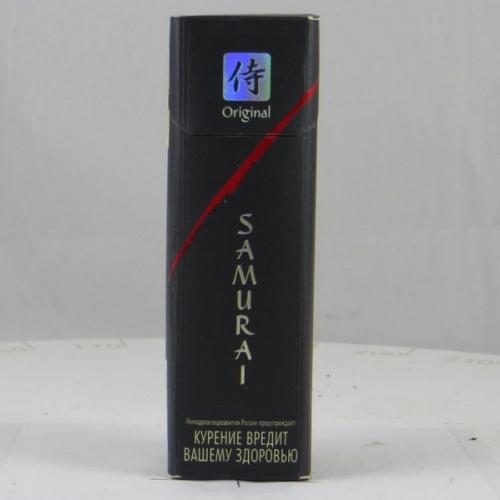 侍
Original
SAMURAI
Минздравсоцразвития России предупреждает
КУРЕНИЕ ВРЕДИТ
ВАШЕМУ ЗДОРОВЬЮ